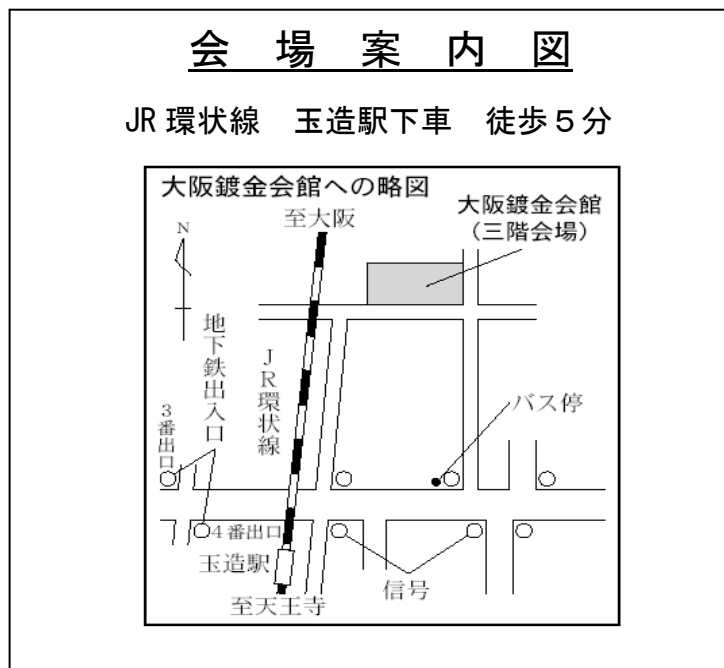 会　場　案　内　図
JR 環状線　玉造駅下車　徒歩５分
大阪鍍金会館への略図
至大阪
大阪鍍金会館
（三階会場）
N
地下鉄出入口
JR環状線
３番出口
バス停
４番出口
玉造駅
信号
至天王寺